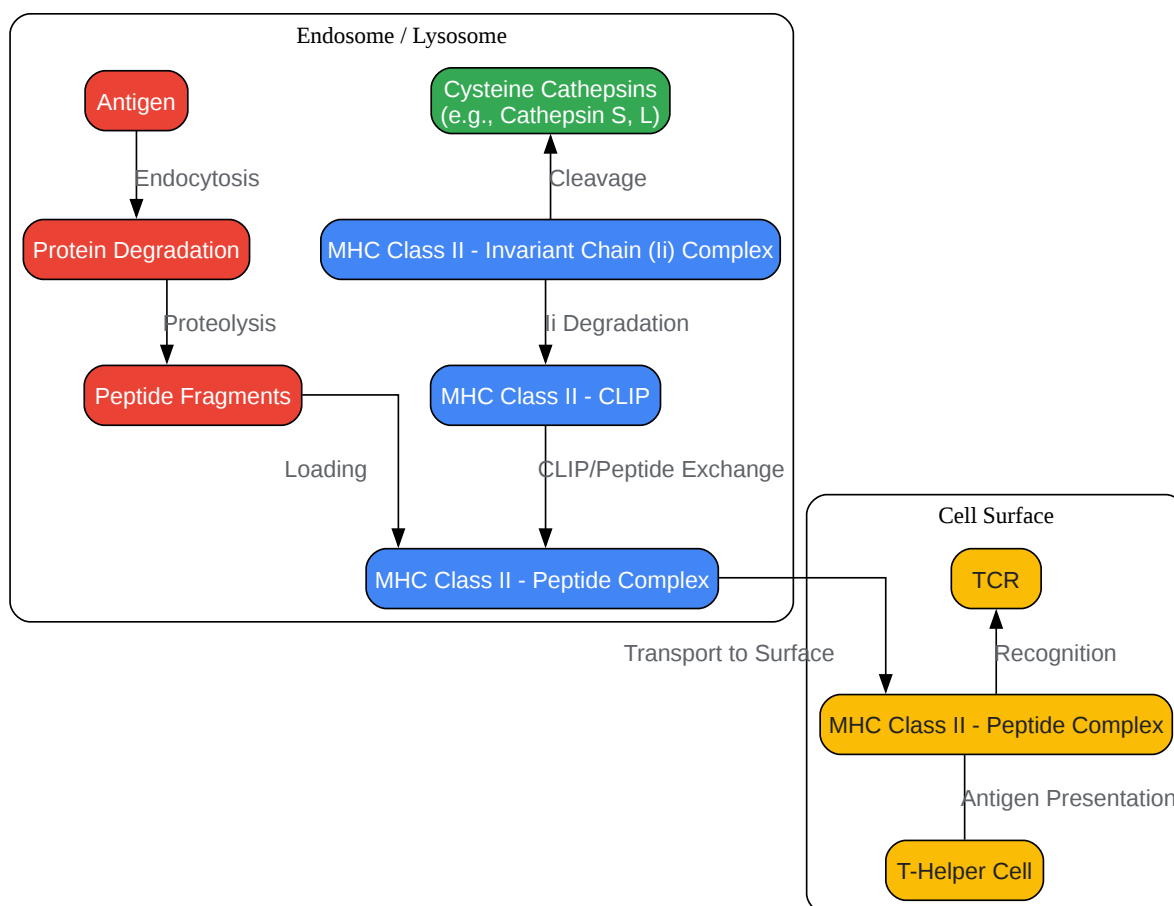 Endosome / Lysosome
Antigen
Cysteine Cathepsins
(e.g., Cathepsin S, L)
Endocytosis
Cleavage
Protein Degradation
MHC Class II - Invariant Chain (Ii) Complex
Proteolysis
Ii Degradation
Peptide Fragments
MHC Class II - CLIP
Loading
CLIP/Peptide Exchange
MHC Class II - Peptide Complex
Cell Surface
TCR
Transport to Surface
Recognition
MHC Class II - Peptide Complex
Antigen Presentation
T-Helper Cell